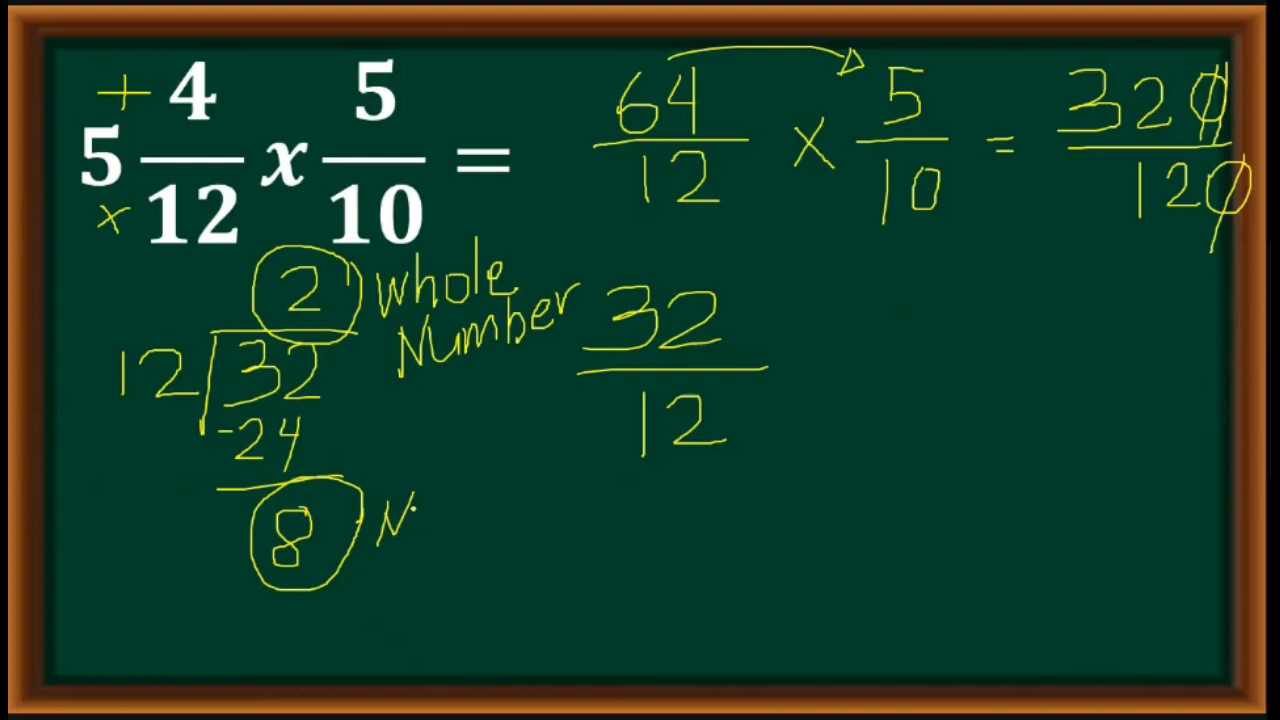 + 4 5
5 — x — =
x 12 10
64 5 320
— x — = —
12 10 120
2 Whole
Number
12 32
-24
8 N
32
—
12